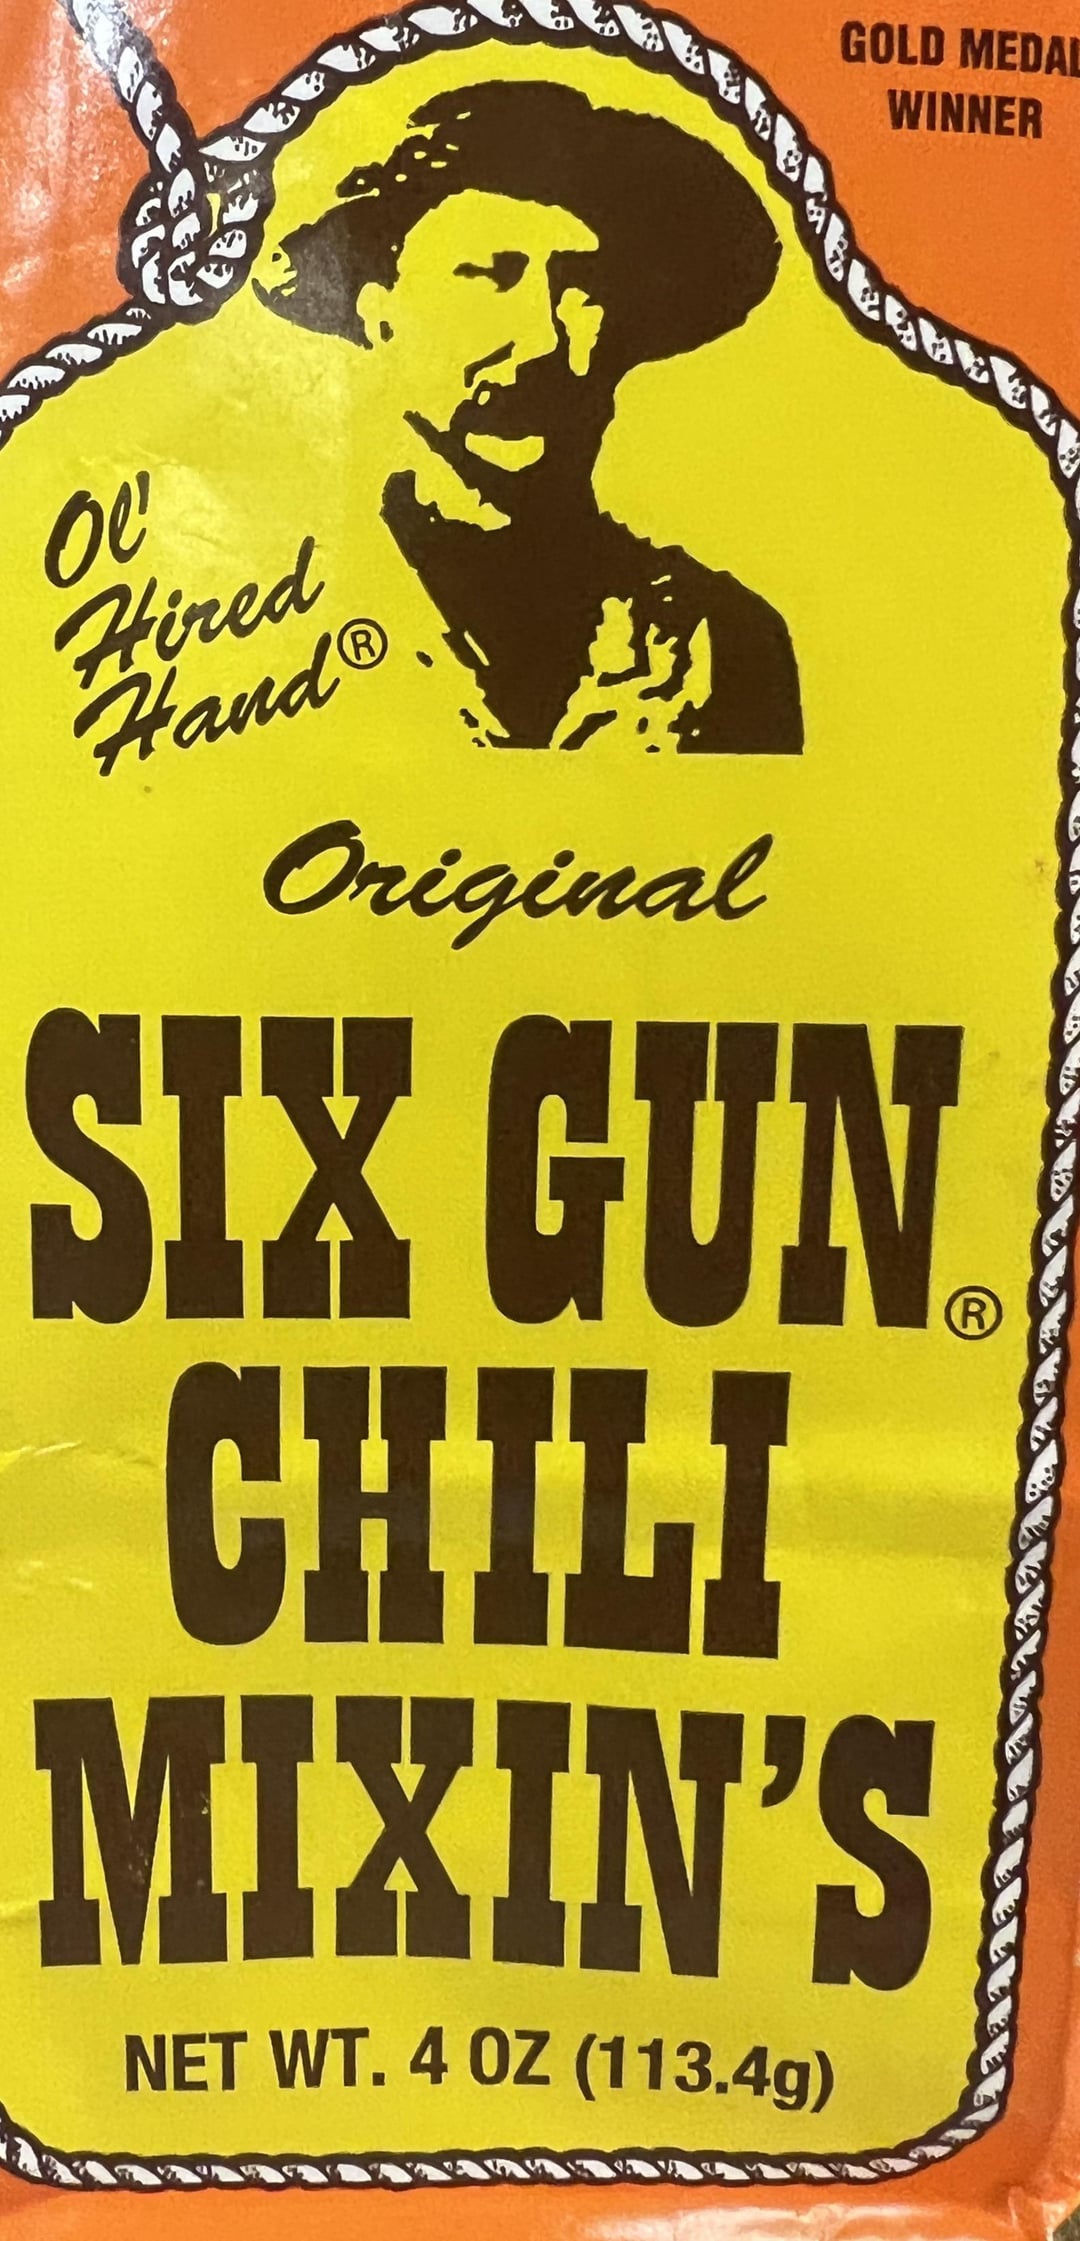 GOLD MEDAL
WINNER
Ol'
Hired
Hand®
Original
SIX GUN®
CHILI
MIXIN'S
NET WT. 4 OZ (113.4g)